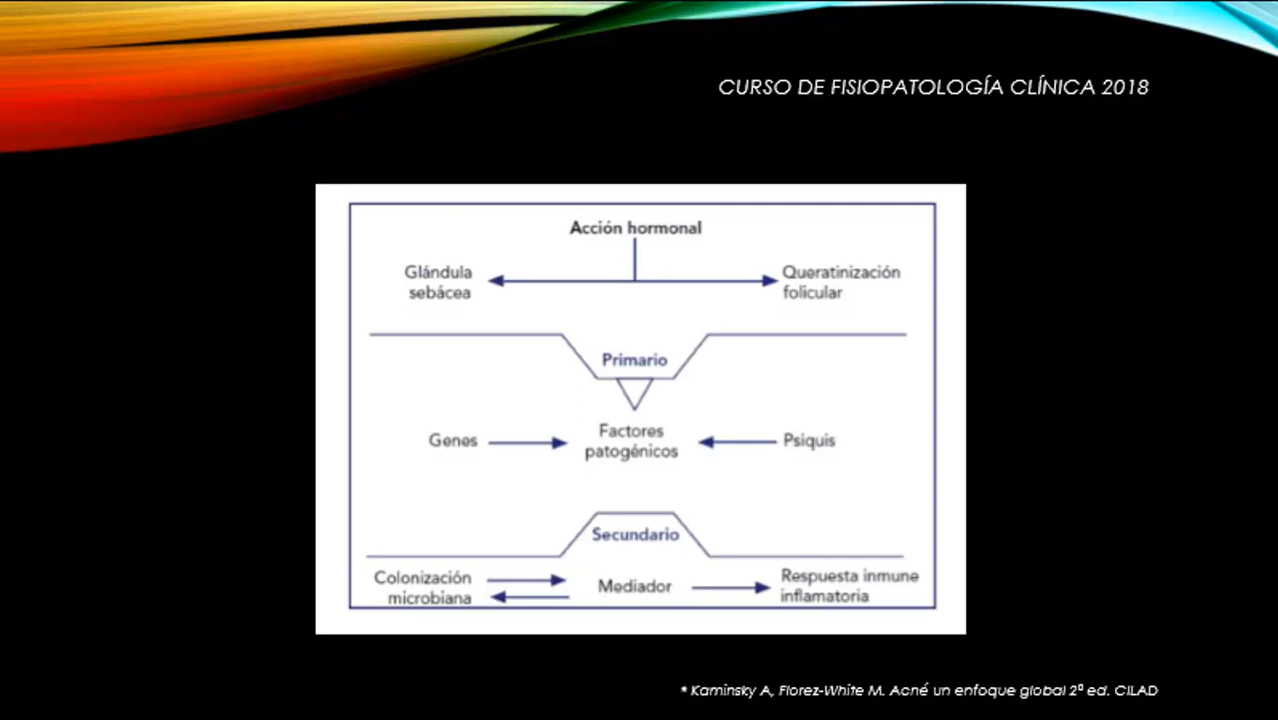 CURSO DE FISIOPATOLOGÍA CLÍNICA 2018
Acción hormonal
Glándula
sebácea
Queratinización
folicular
Primario
Genes
Factores
patogénicos
Psiquis
Secundario
Colonización
microbiana
Mediador
Respuesta inmune
inflamatoria
* Kaminsky A, Florez-White M. Acné un enfoque global 2º ed. CILAD